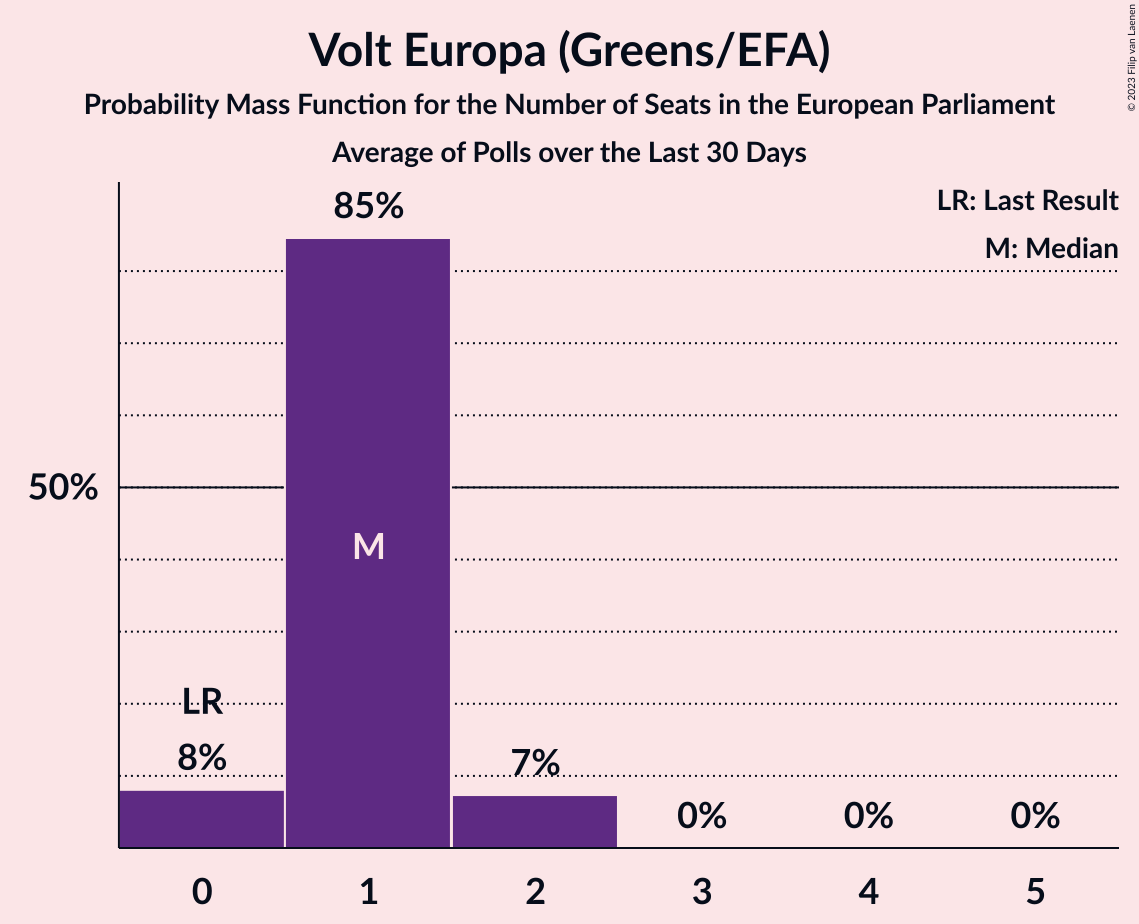 Volt Europa (Greens/EFA)
Probability Mass Function for the Number of Seats in the European Parliament
Average of Polls over the Last 30 Days
© 2023 Filip van Laenen
LR: Last Result
M: Median
85%
50%
M
LR
8%
7%
0%
0%
0%
0
1
2
3
4
5